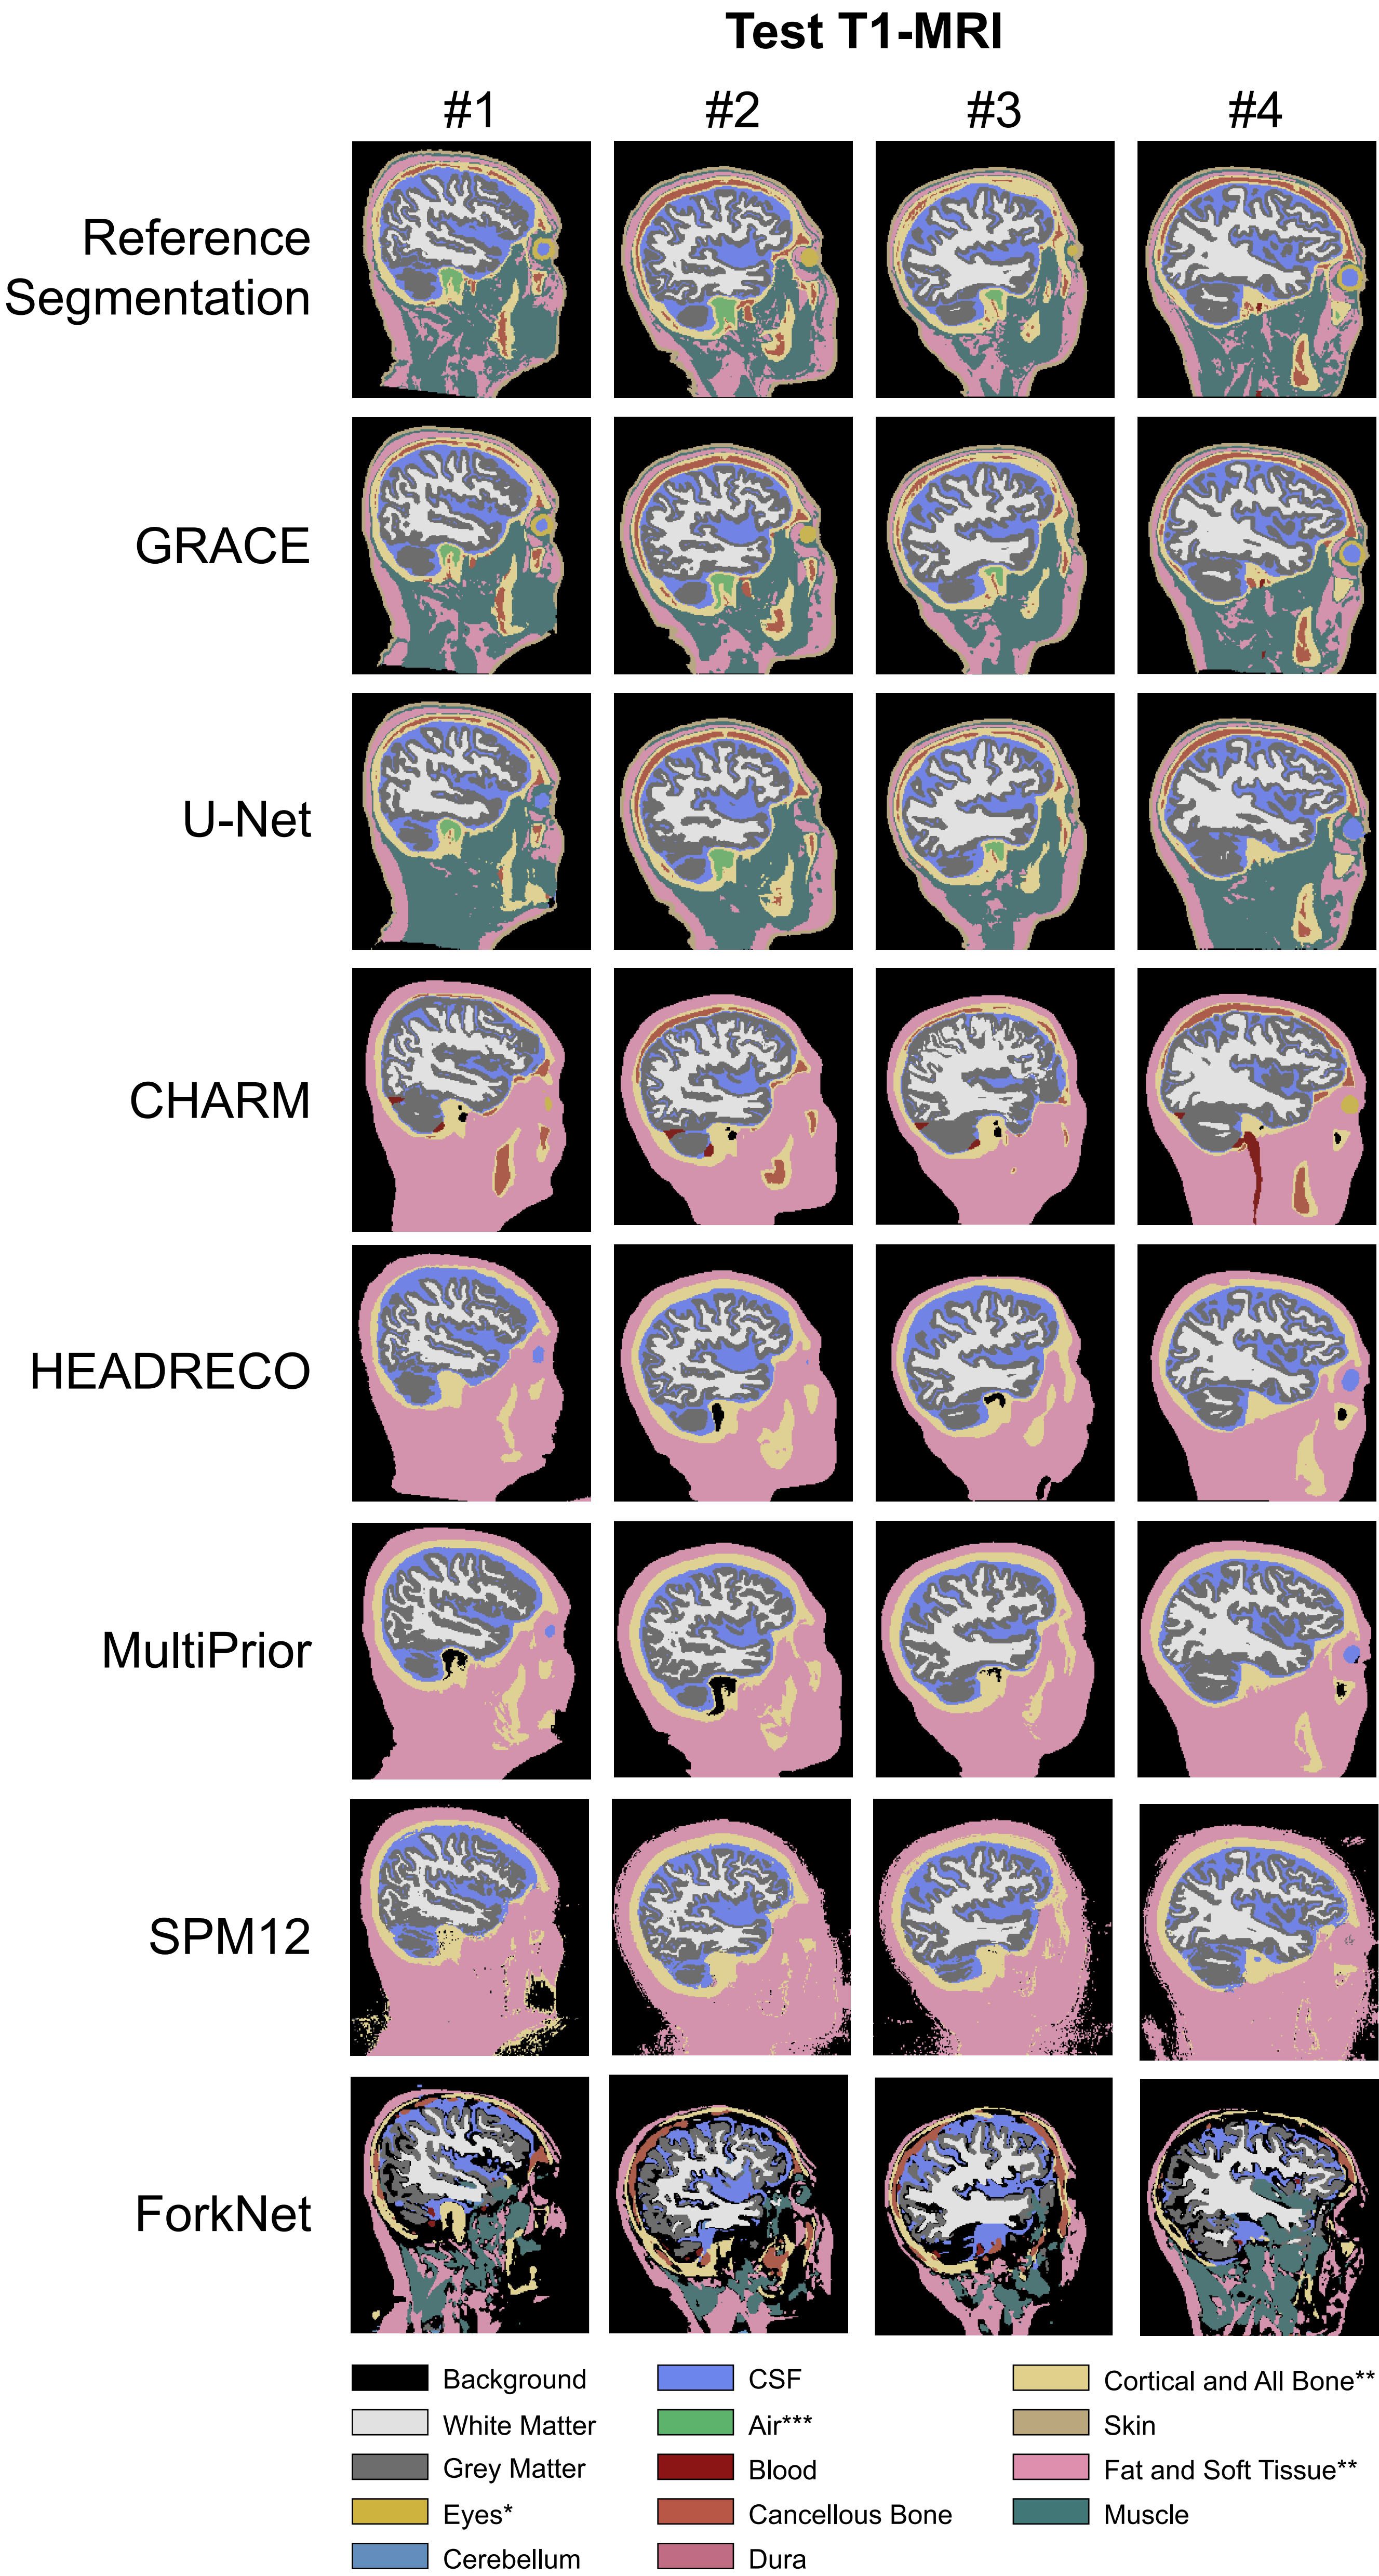 Test T1-MRI
#1 #2 #3 #4
Reference
Segmentation
GRACE
U-Net
CHARM
HEADRECO
MultiPrior
SPM12
ForkNet
Background CSF Cortical and All Bone**
White Matter Air*** Skin
Grey Matter Blood Fat and Soft Tissue**
Eyes* Cancellous Bone Muscle
Cerebellum Dura